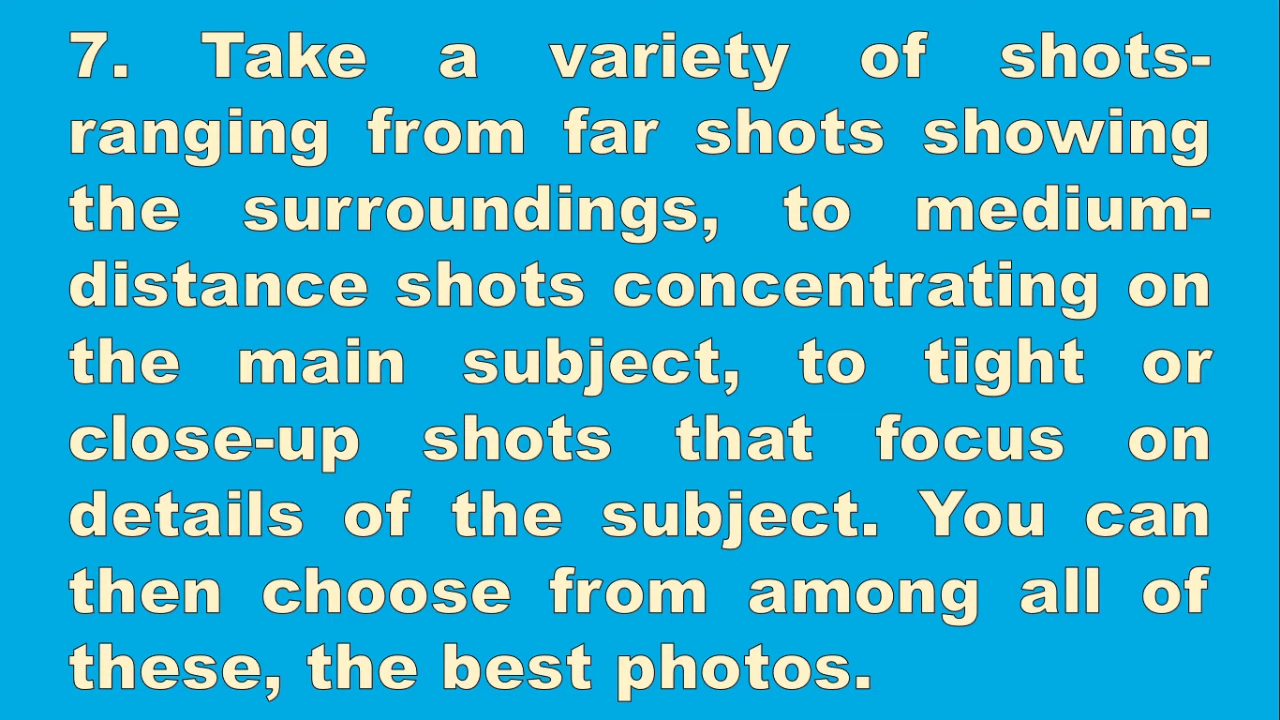 7. Take a variety of shots-
ranging from far shots showing
the surroundings, to medium-
distance shots concentrating on
the main subject, to tight or
close-up shots that focus on
details of the subject. You can
then choose from among all of
these, the best photos.